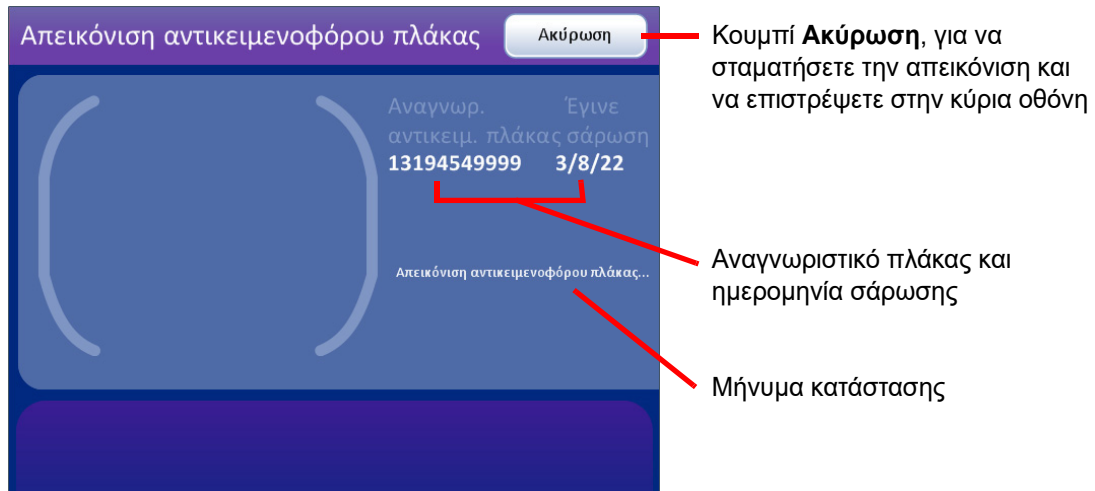 Απεικόνιση αντικειμενοφόρου πλάκας
Ακύρωση
Αναγνωρ. Έγινε
αντικειμ. πλάκας σάρωση
13194549999 3/8/22
Απεικόνιση αντικειμενοφόρου πλάκας...
Κουμπί Ακύρωση, για να
σταματήσετε την απεικόνιση και
να επιστρέψετε στην κύρια οθόνη
Αναγνωριστικό πλάκας και
ημερομηνία σάρωσης
Μήνυμα κατάστασης